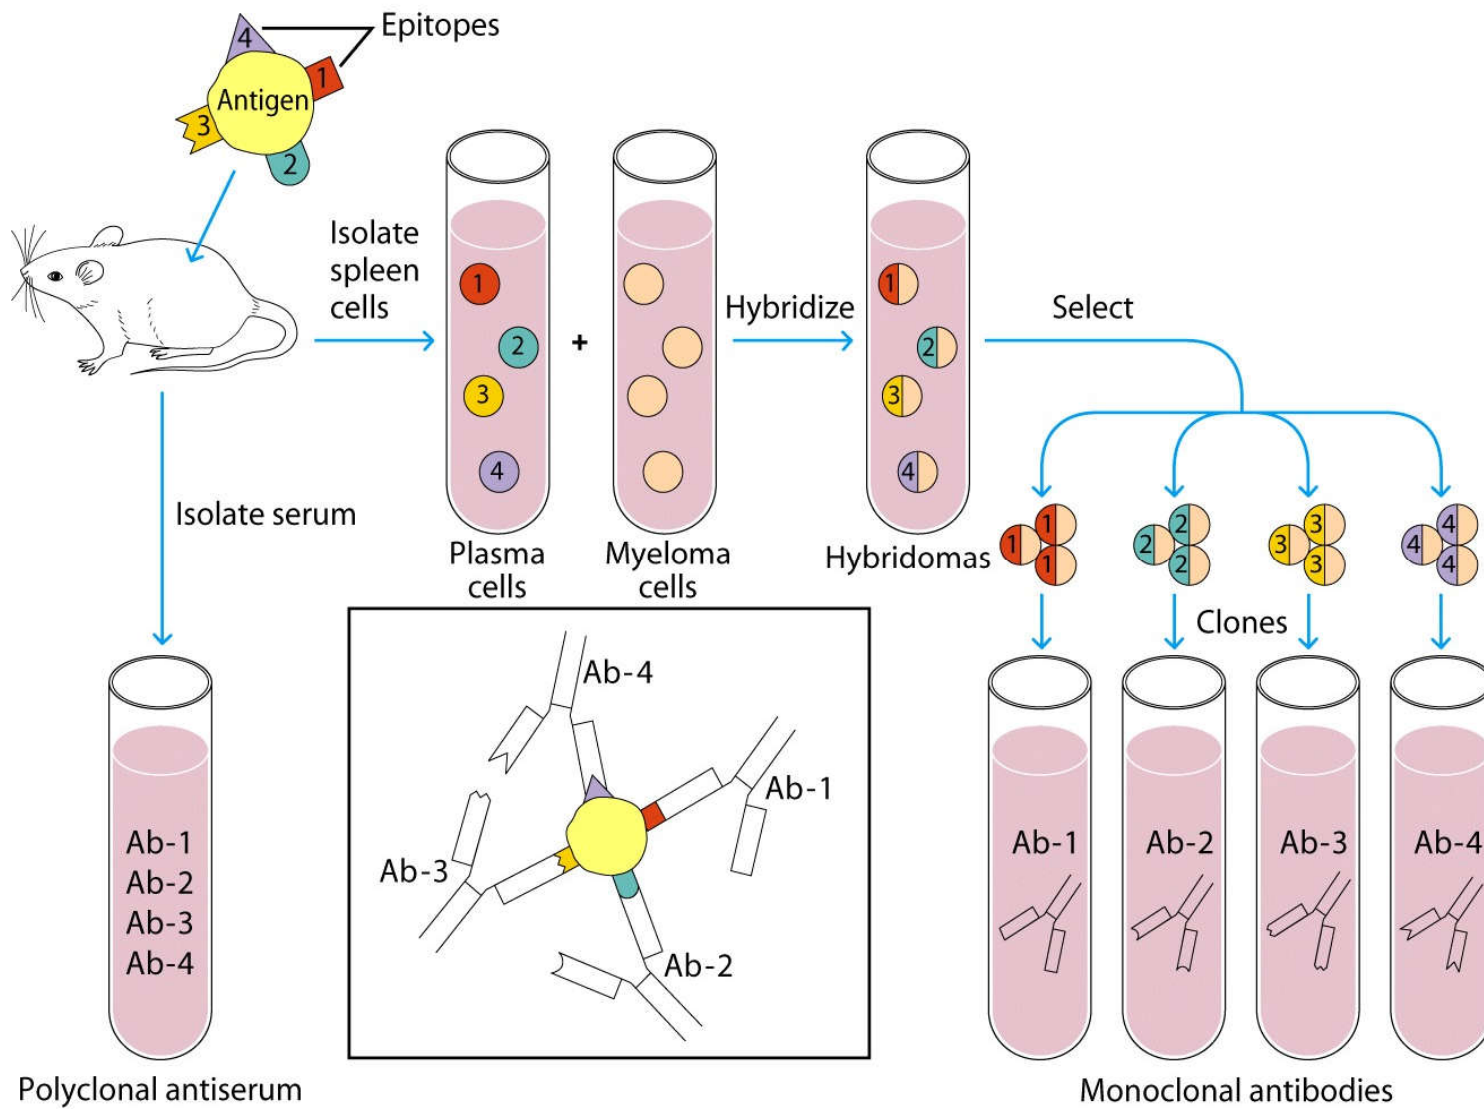 Epitopes
4
1
Antigen
3
2
Isolate
spleen
cells
1
2
3
4
+
Hybridize
1
2
3
4
Select
Isolate serum
Plasma
cells
Myeloma
cells
Hybridomas
1
1
1
2
2
2
3
3
3
4
4
4
Clones
Ab-4
Ab-1
Ab-3
Ab-2
Ab-1
Ab-2
Ab-3
Ab-4
Ab-1
Ab-2
Ab-3
Ab-4
Polyclonal antiserum
Monoclonal antibodies